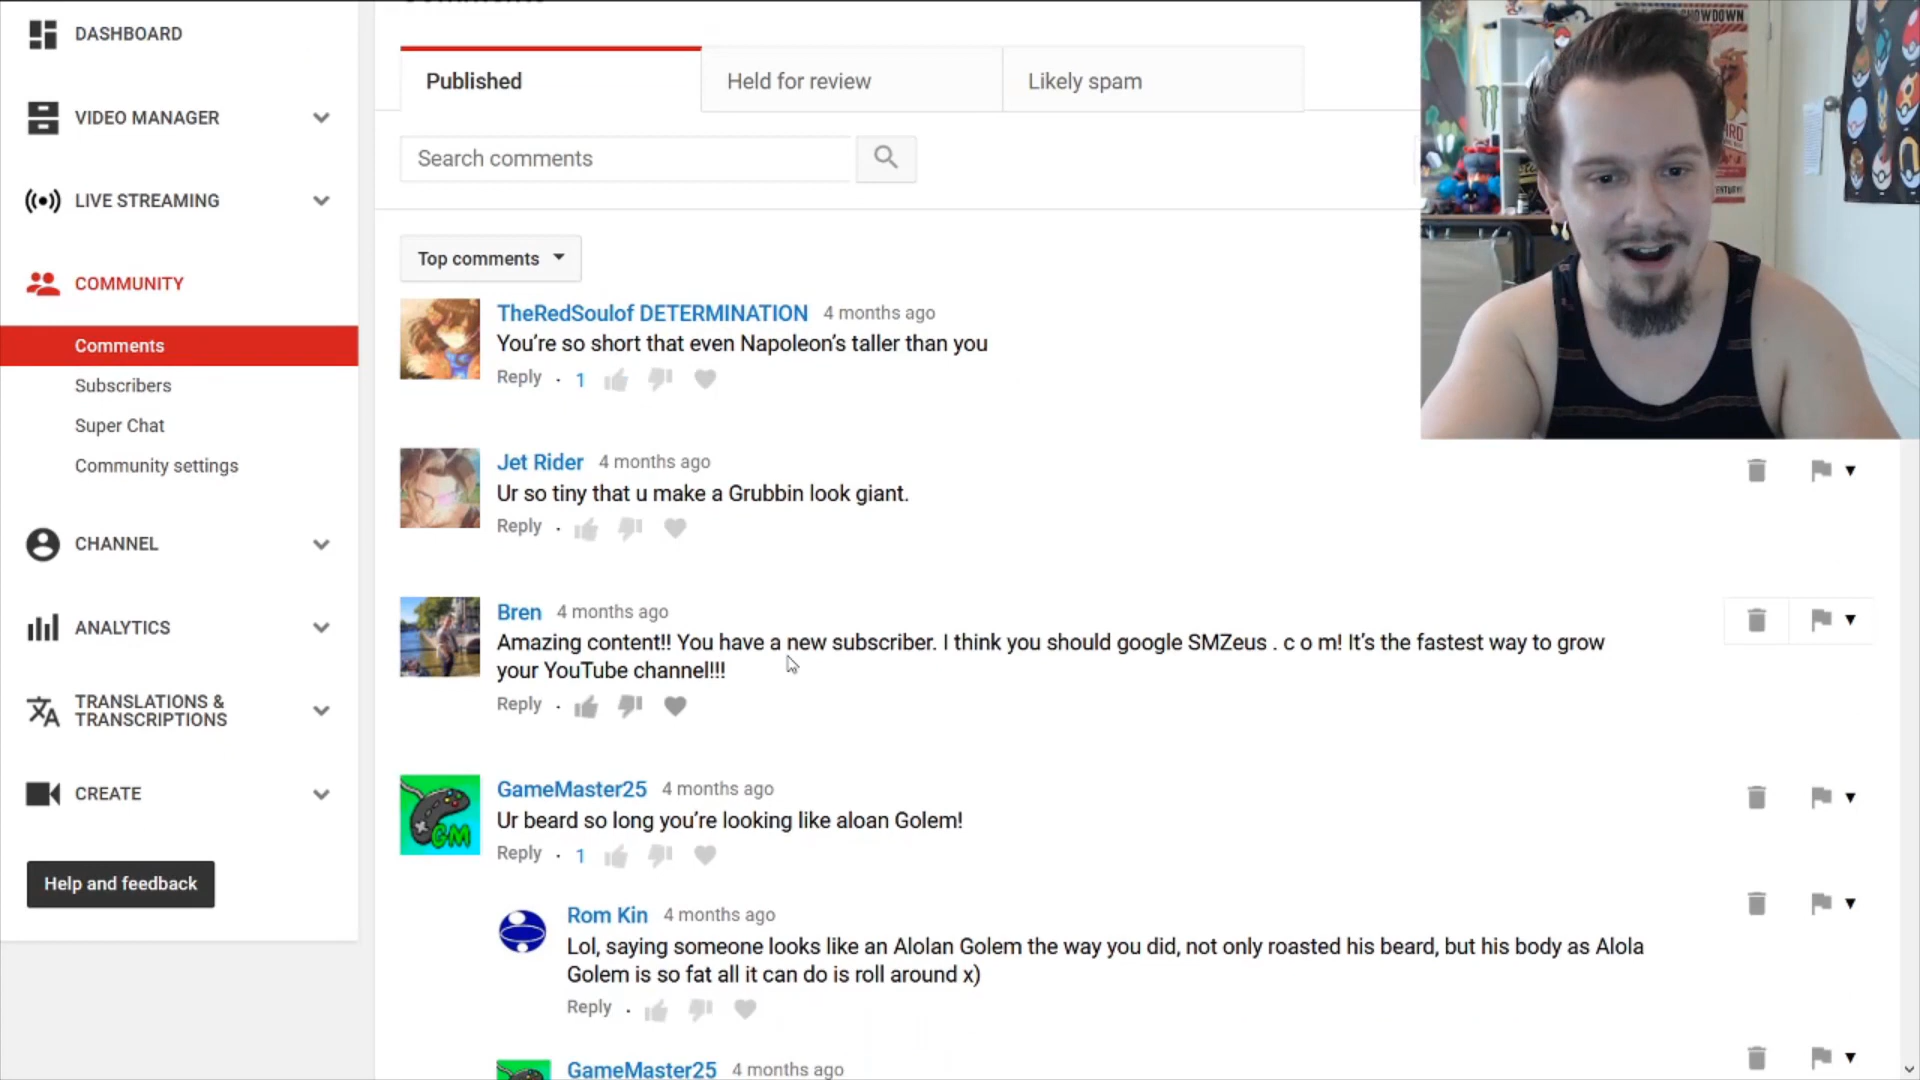 DASHBOARD
VIDEO MANAGER
LIVE STREAMING
COMMUNITY
Comments
Subscribers
Super Chat
Community settings
CHANNEL
ANALYTICS
TRANSLATIONS &
TRANSCRIPTIONS
CREATE
Help and feedback
Published
Held for review
Likely spam
Search comments
Top comments
TheRedSoulof DETERMINATION 4 months ago
You're so short that even Napoleon's taller than you
Reply . 1
Jet Rider 4 months ago
Ur so tiny that u make a Grubbin look giant.
Reply .
Bren 4 months ago
Amazing content!! You have a new subscriber. I think you should google SMZeus . c o m! It's the fastest way to grow
your YouTube channel!!!
Reply .
GameMaster25 4 months ago
GM
Ur beard so long you're looking like aloan Golem!
Reply . 1
Rom Kin 4 months ago
Lol, saying someone looks like an Alolan Golem the way you did, not only roasted his beard, but his body as Alola
Golem is so fat all it can do is roll around x)
Reply .
GameMaster25 4 months ago